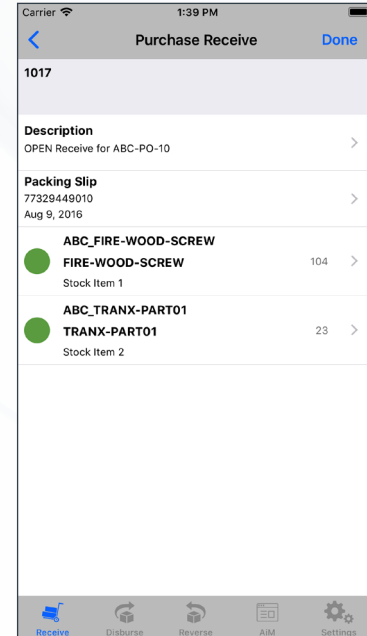 Carrier 1:39 PM
Purchase Receive Done
1017
Description
OPEN Receive for ABC-PO-10
Packing Slip
77329449010
Aug 9, 2016
ABC_FIRE-WOOD-SCREW
FIRE-WOOD-SCREW 104
Stock Item 1
ABC_TRANX-PART01
TRANX-PART01 23
Stock Item 2
Receive Disburse Reverse AIM Settings